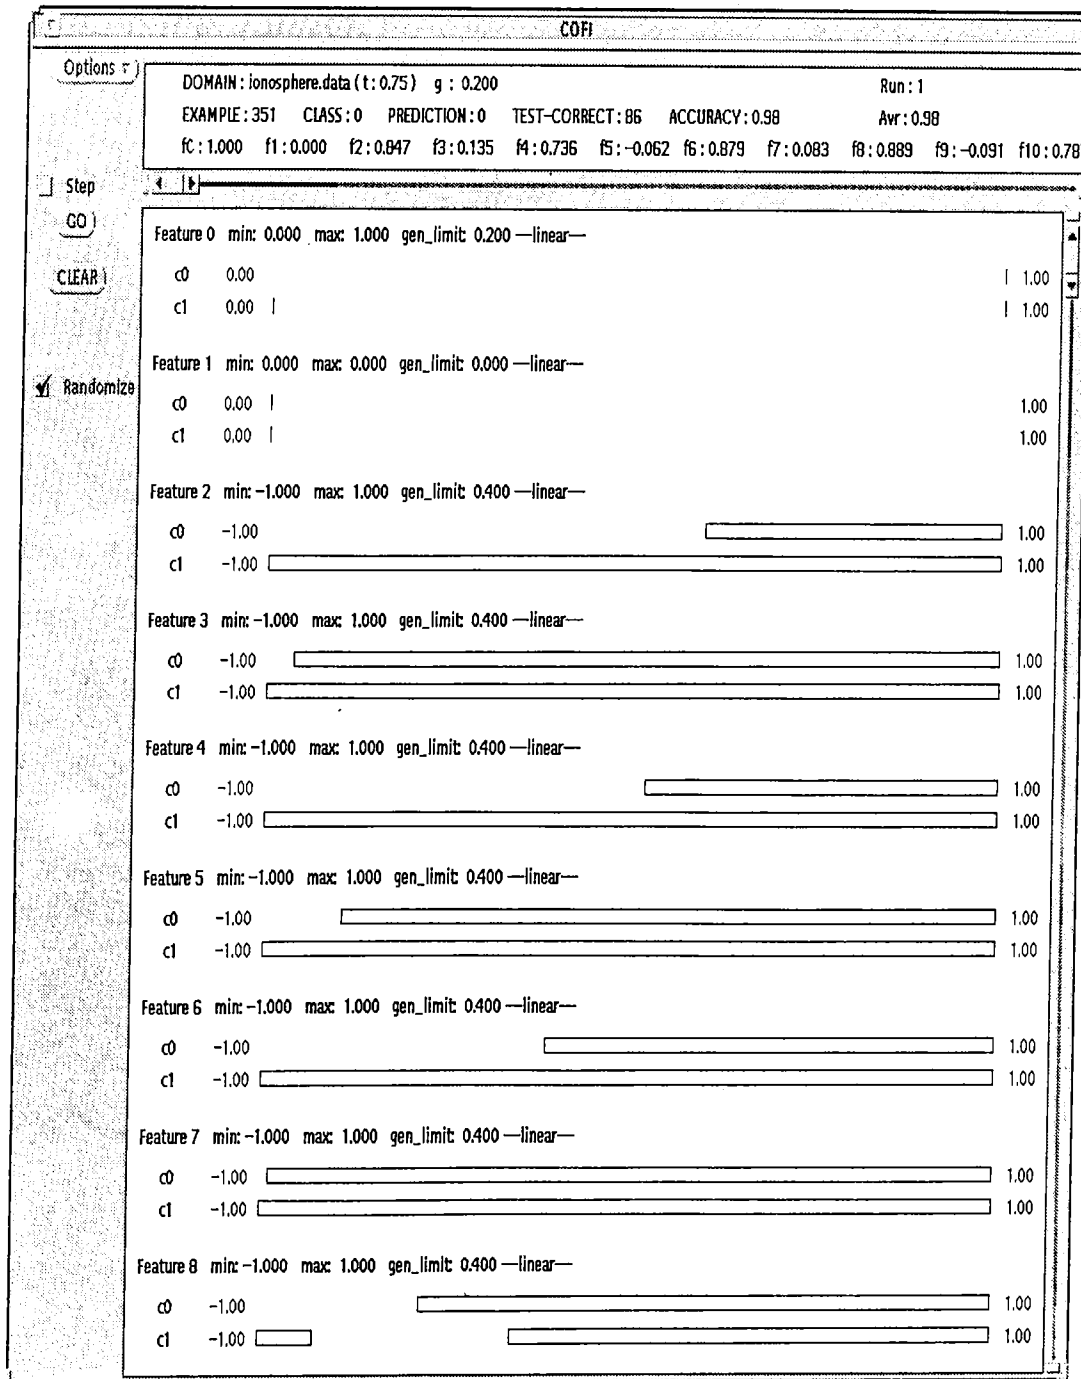 COFI
Options
DOMAIN: ionosphere.data (t: 0.75) g : 0.200 Run: 1
EXAMPLE: 351 CLASS: 0 PREDICTION: 0 TEST-CORRECT: 86 ACCURACY: 0.98 Avr: 0.98
fC: 1.000 f1: 0.000 f2: 0.847 f3: 0.135 f4: 0.736 f5: -0.062 f6: 0.879 f7: 0.083 f8: 0.889 f9: -0.091 f10: 0.78
Step
GO
CLEAR
Randomize
Feature 0 min: 0.000 max: 1.000 gen_limit: 0.200 —linear—
c0 0.00 1.00
c1 0.00 1.00
Feature 1 min: 0.000 max: 0.000 gen_limit: 0.000 —linear—
c0 0.00 1.00
c1 0.00 1.00
Feature 2 min: -1.000 max: 1.000 gen_limit: 0.400 —linear—
c0 -1.00 1.00
c1 -1.00 1.00
Feature 3 min: -1.000 max: 1.000 gen_limit: 0.400 —linear—
c0 -1.00 1.00
c1 -1.00 1.00
Feature 4 min: -1.000 max: 1.000 gen_limit: 0.400 —linear—
c0 -1.00 1.00
c1 -1.00 1.00
Feature 5 min: -1.000 max: 1.000 gen_limit: 0.400 —linear—
c0 -1.00 1.00
c1 -1.00 1.00
Feature 6 min: -1.000 max: 1.000 gen_limit: 0.400 —linear—
c0 -1.00 1.00
c1 -1.00 1.00
Feature 7 min: -1.000 max: 1.000 gen_limit: 0.400 —linear—
c0 -1.00 1.00
c1 -1.00 1.00
Feature 8 min: -1.000 max: 1.000 gen_limit: 0.400 —linear—
c0 -1.00 1.00
c1 -1.00 1.00